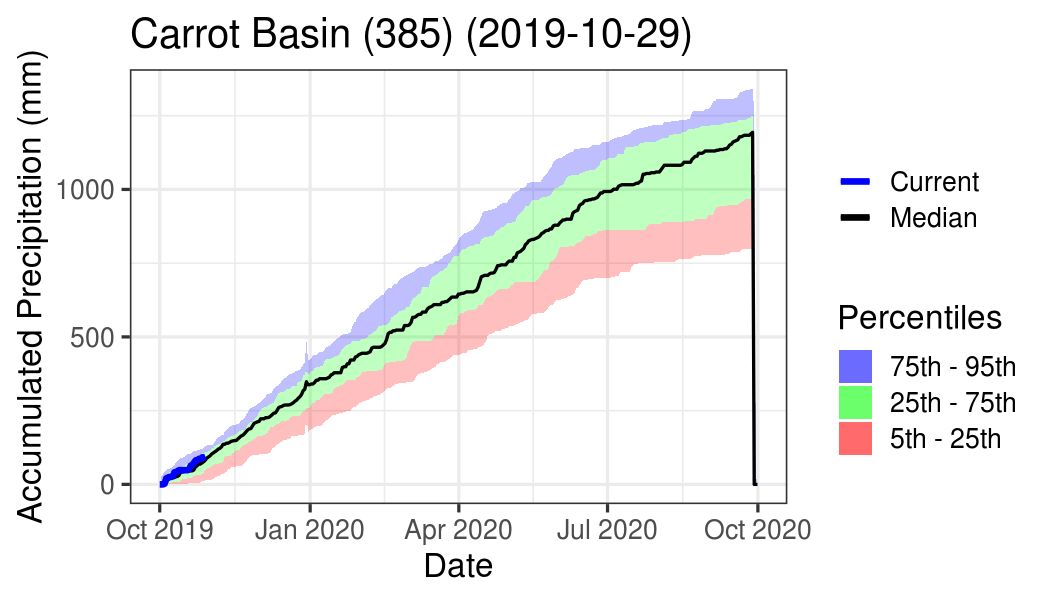 Carrot Basin (385) (2019-10-29)
Accumulated Precipitation (mm)
1000
500
0
Oct 2019
Jan 2020
Apr 2020
Jul 2020
Oct 2020
Date
Current
Median
Percentiles
75th - 95th
25th - 75th
5th - 25th